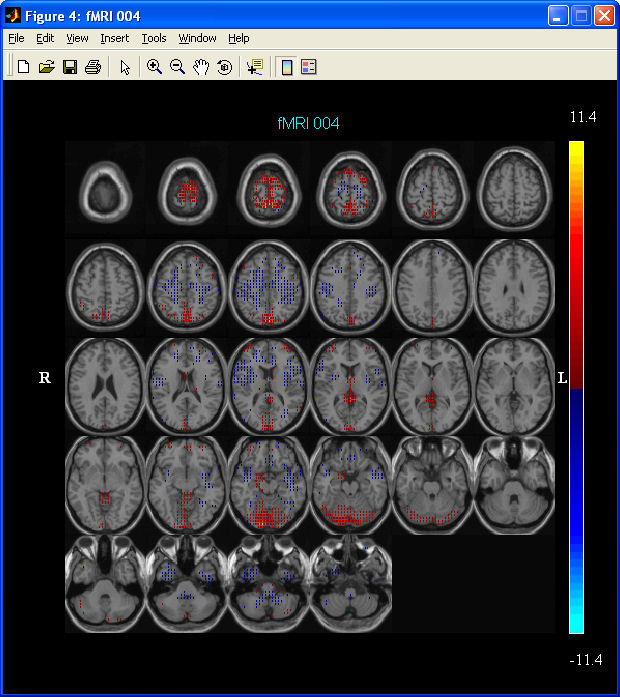 Figure 4: fMRI 004
File Edit View Insert Tools Window Help
fMRI 004
11.4
R
L
-11.4